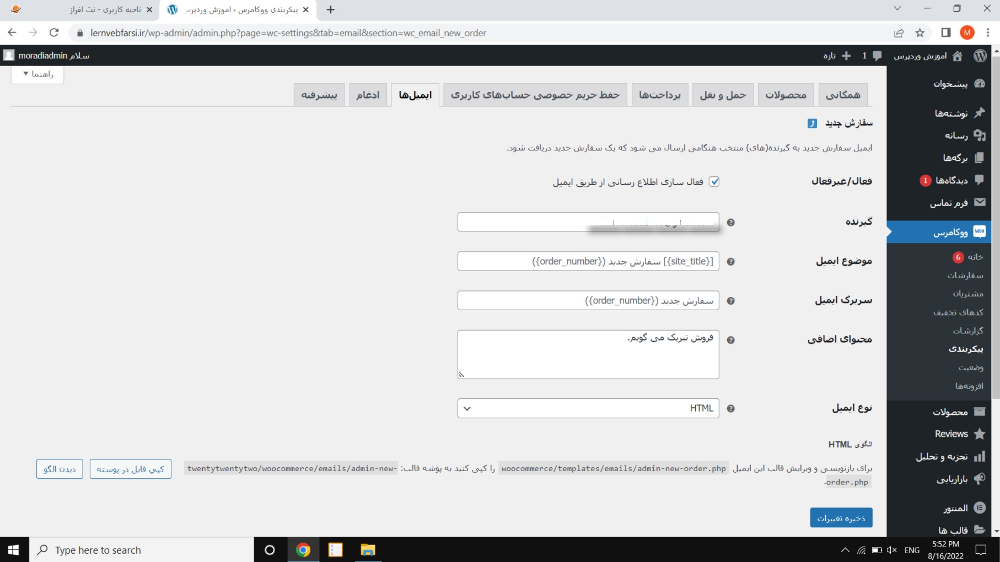 ناحیه کاربری - نت افراز
پیکربندی ووکامرس ‹ آموزش وردپرس
lernvebfarsi.ir/wp-admin/admin.php?page=wc-settings&tab=email&section=wc_email_new_order
M
آموزش وردپرس
1
تازه
سلام moradiadmin
راهنما
همگانی
محصولات
حمل و نقل
پرداخت‌ها
حفظ حریم خصوصی حساب‌های کاربری
ایمیل‌ها
ادغام
پیشرفته
سفارش جدید
ایمیل سفارش جدید به گیرنده(های) منتخب هنگامی ارسال می شود که یک سفارش جدید دریافت شود.
فعال/غیرفعال
فعال سازی اطلاع رسانی از طریق ایمیل
گیرنده
موضوع ایمیل
[{site_title}] سفارش جدید ({order_number})
سربرگ ایمیل
سفارش جدید ({order_number})
محتوای اضافی
فروش تبریک می گویم.
نوع ایمیل
HTML
الگوی HTML
برای بازنویسی و ویرایش قالب این ایمیل woocommerce/templates/emails/admin-new-order.php را کپی کنید به پوشه قالب: twentytwentytwo/woocommerce/emails/admin-new-
order.php.
کپی فایل در پوسته
دیدن الگو
ذخیره تغییرات
پیشخوان
نوشته‌ها
رسانه
برگه‌ها
دیدگاه‌ها 1
فرم تماس
ووکامرس
خانه 6
سفارشات
مشتریان
کدهای تخفیف
گزارشات
پیکربندی
وضعیت
افزونه‌ها
محصولات
Reviews
تجزیه و تحلیل
بازاریابی
المنتور
قالب ها
Type here to search
ENG
5:52 PM
8/16/2022